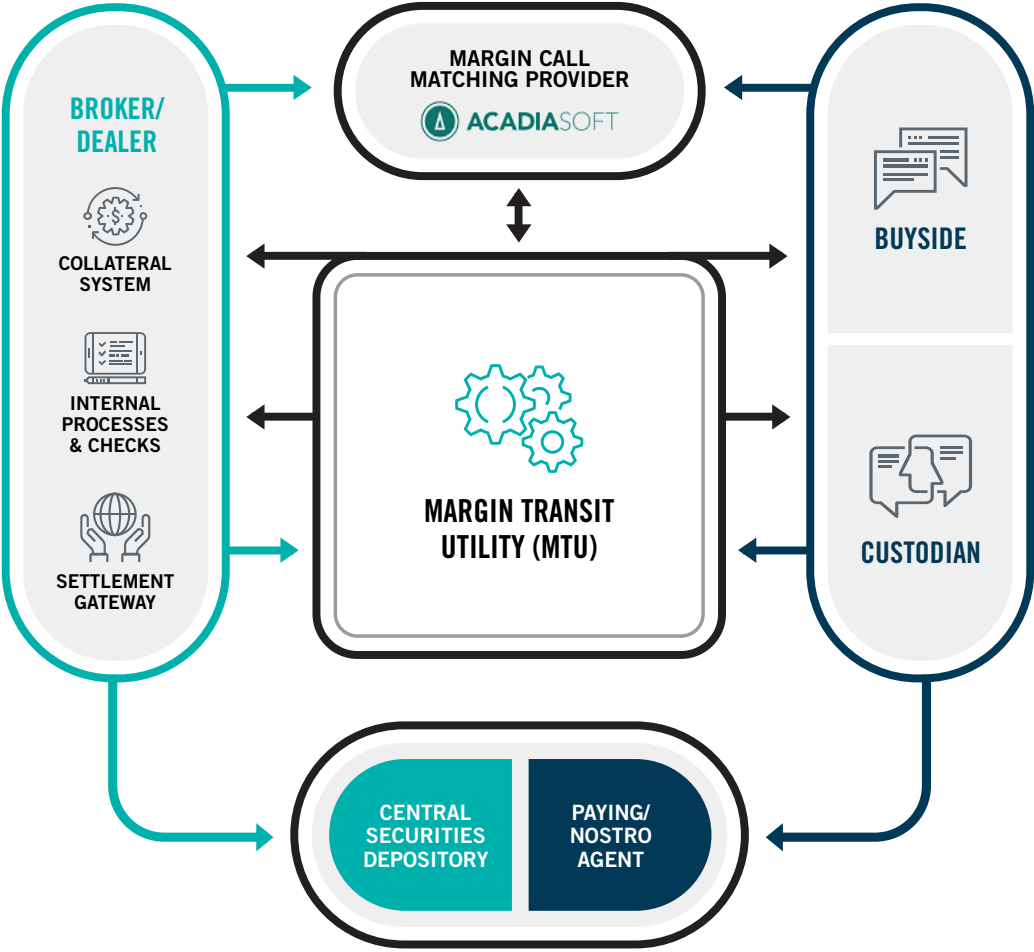 BROKER/
DEALER
COLLATERAL
SYSTEM
INTERNAL
PROCESSES
& CHECKS
SETTLEMENT
GATEWAY
MARGIN CALL
MATCHING PROVIDER
ACADIASOFT
MARGIN TRANSIT
UTILITY (MTU)
BUYSIDE
CUSTODIAN
CENTRAL
SECURITIES
DEPOSITORY
PAYING/
NOSTRO
AGENT